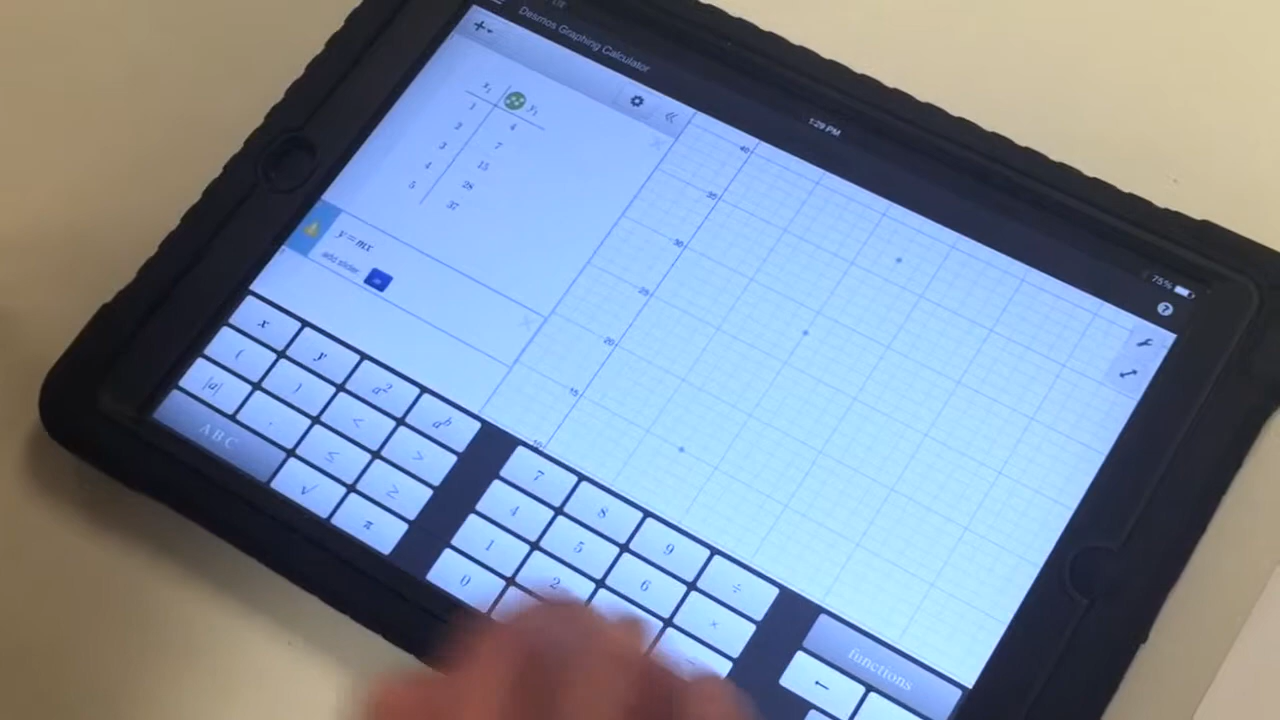 LTE
Desmos Graphing Calculator
1:29 PM
75%
x₁ y₁
1 4
2 7
3 15
4 28
5 37
y=mx
add slider:
40
35
30
25
20
15
10
x y a² aᵇ
( ) < >
|a| , ≤ ≥
ABC √ π
7 8 9 ÷
4 5 6 ×
1 2
0
functions
←